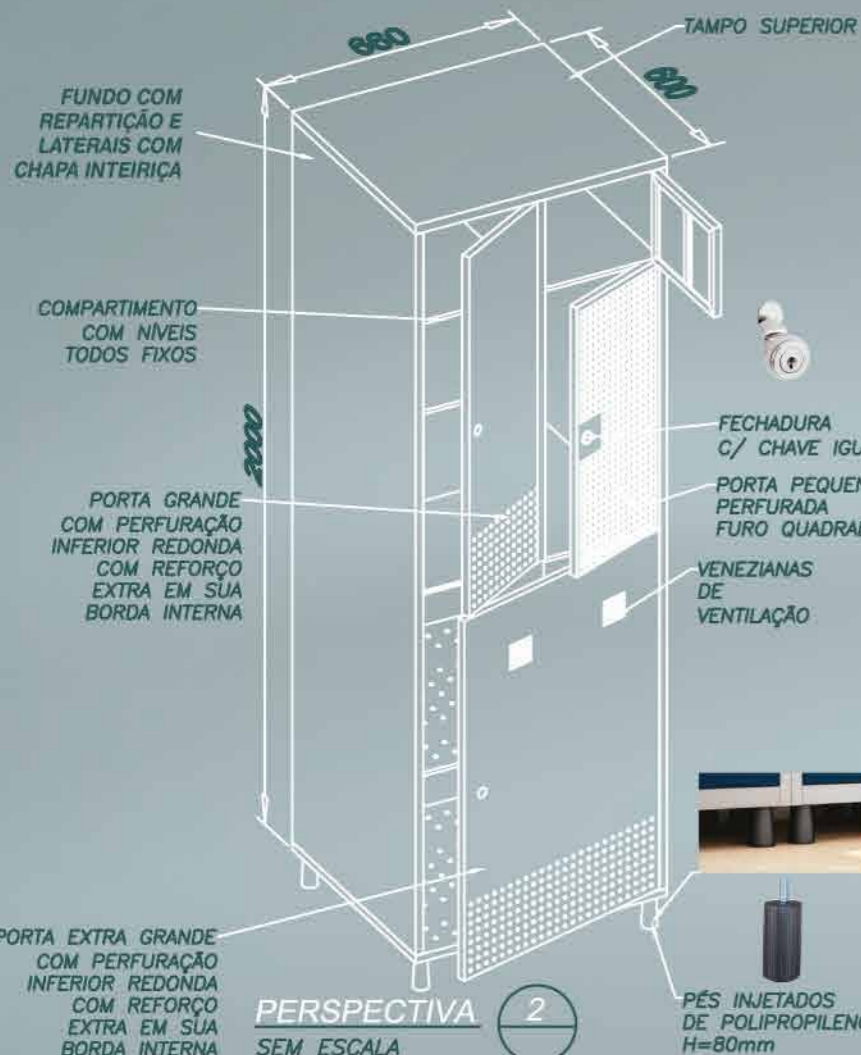 680
600
TAMPO SUPERIOR
FUNDO COM
REPARTIÇÃO E
LATERAIS COM
CHAPA INTEIRIÇA
COMPARTIMENTO
COM NÍVEIS
TODOS FIXOS
2000
FECHADURA
C/ CHAVE IGU
PORTA PEQUEN
PERFURADA
FURO QUADRA
PORTA GRANDE
COM PERFURAÇÃO
INFERIOR REDONDA
COM REFORÇO
EXTRA EM SUA
BORDA INTERNA
VENEZIANAS
DE
VENTILAÇÃO
PORTA EXTRA GRANDE
COM PERFURAÇÃO
INFERIOR REDONDA
COM REFORÇO
EXTRA EM SUA
BORDA INTERNA
PERSPECTIVA 2
SEM ESCALA
PÉS INJETADOS
DE POLIPROPILENO
H=80mm